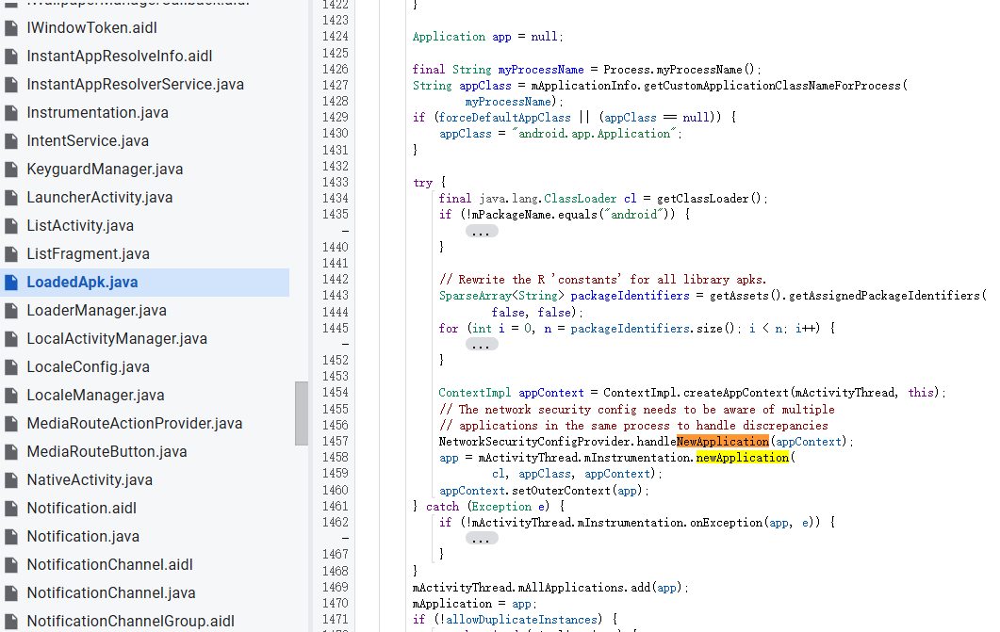 IWindowToken.aidl
InstantAppResolveInfo.aidl
InstantAppResolverService.java
Instrumentation.java
IntentService.java
KeyguardManager.java
LauncherActivity.java
ListActivity.java
ListFragment.java
LoadedApk.java
LoaderManager.java
LocalActivityManager.java
LocaleConfig.java
LocaleManager.java
MediaRouteActionProvider.java
MediaRouteButton.java
NativeActivity.java
Notification.aidl
Notification.java
NotificationChannel.aidl
NotificationChannel.java
NotificationChannelGroup.aidl
1422 }
1423
1424 Application app = null;
1425
1426 final String myProcessName = Process.myProcessName();
1427 String appClass = mApplicationInfo.getCustomApplicationClassNameForProcess(
1428 myProcessName);
1429 if (forceDefaultAppClass || (appClass == null)) {
1430 appClass = "android.app.Application";
1431 }
1432
1433 try {
1434 final java.lang.ClassLoader cl = getClassLoader();
1435 if (!mPackageName.equals("android")) {
– ...
1440 }
1441
1442 // Rewrite the R 'constants' for all library apks.
1443 SparseArray<String> packageIdentifiers = getAssets().getAssignedPackageIdentifiers(
1444 false, false);
1445 for (int i = 0, n = packageIdentifiers.size(); i < n; i++) {
– ...
1452 }
1453
1454 ContextImpl appContext = ContextImpl.createAppContext(mActivityThread, this);
1455 // The network security config needs to be aware of multiple
1456 // applications in the same process to handle discrepancies
1457 NetworkSecurityConfigProvider.handleNewApplication(appContext);
1458 app = mActivityThread.mInstrumentation.newApplication(
1459 cl, appClass, appContext);
1460 appContext.setOuterContext(app);
1461 } catch (Exception e) {
1462 if (!mActivityThread.mInstrumentation.onException(app, e)) {
– ...
1467 }
1468 }
1469 mActivityThread.mAllApplications.add(app);
1470 mApplication = app;
1471 if (!allowDuplicateInstances) {